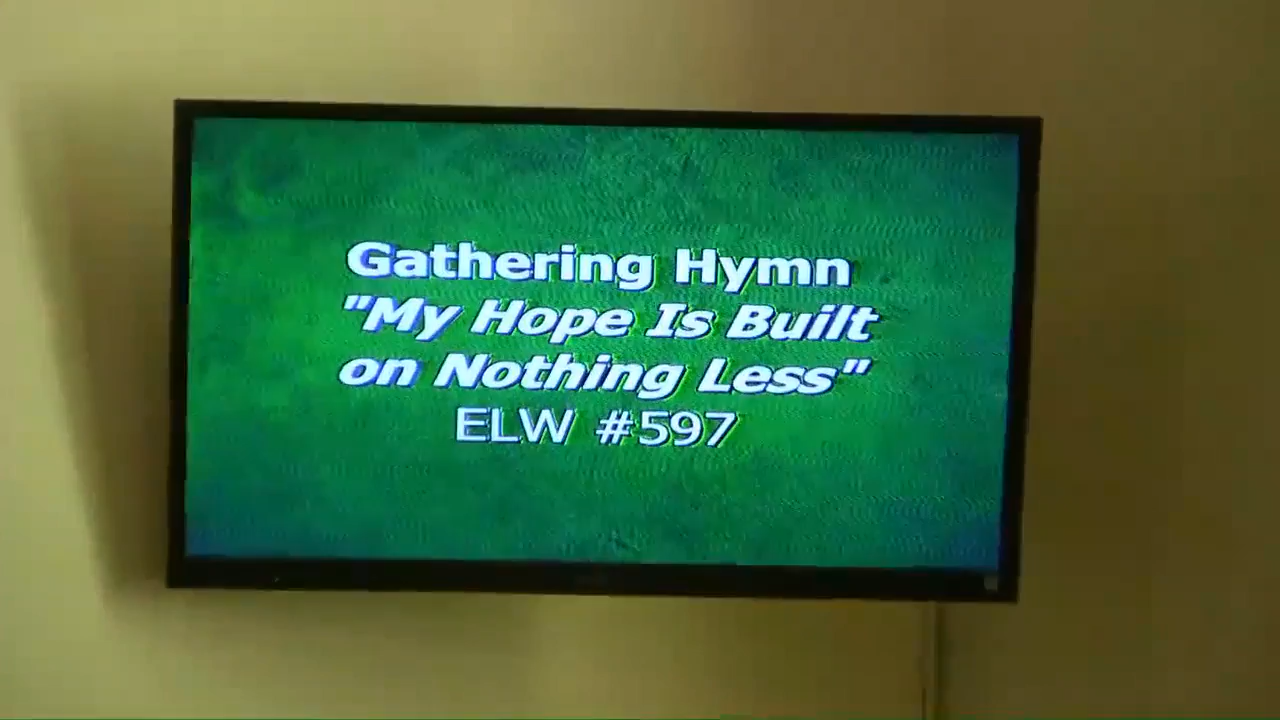 Gathering Hymn
"My Hope Is Built
on Nothing Less"
ELW #597